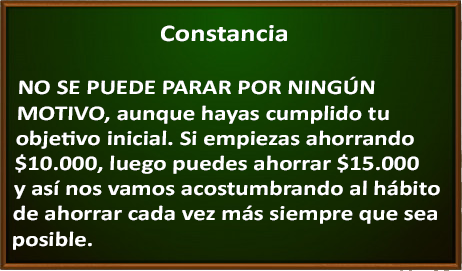 Constancia
NO SE PUEDE PARAR POR NINGÚN
MOTIVO, aunque hayas cumplido tu
objetivo inicial. Si empiezas ahorrando
$10.000, luego puedes ahorrar $15.000
y así nos vamos acostumbrando al hábito
de ahorrar cada vez más siempre que sea
posible.